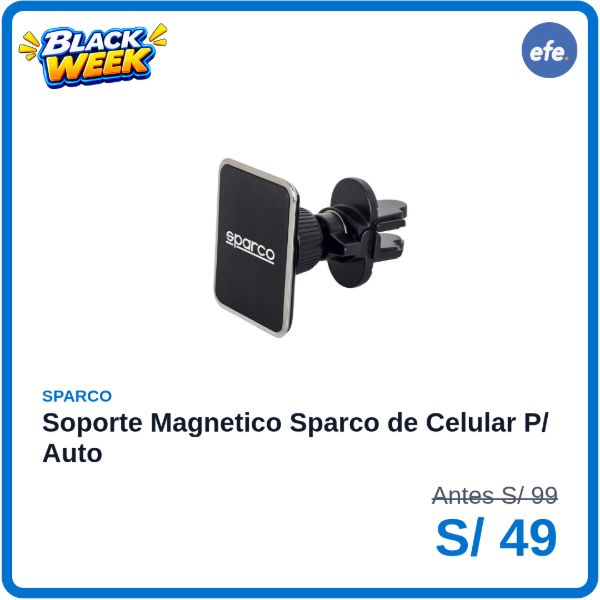 BLACK
WEEK
efe.
sparco
SPARCO
Soporte Magnetico Sparco de Celular P/
Auto
Antes S/ 99
S/ 49